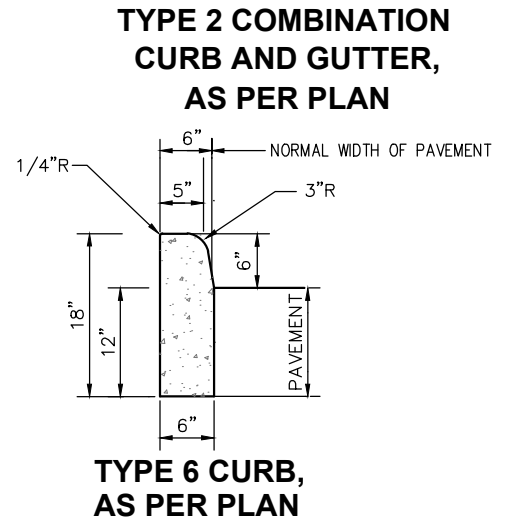 TYPE 2 COMBINATION
CURB AND GUTTER,
AS PER PLAN
6"
NORMAL WIDTH OF PAVEMENT
1/4"R
5"
3"R
6"
18"
12"
PAVEMENT
6"
TYPE 6 CURB,
AS PER PLAN